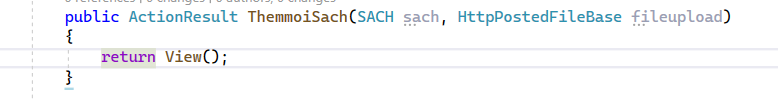 public ActionResult ThemmoiSach(SACH sach, HttpPostedFileBase fileupload)
{
return View();
}